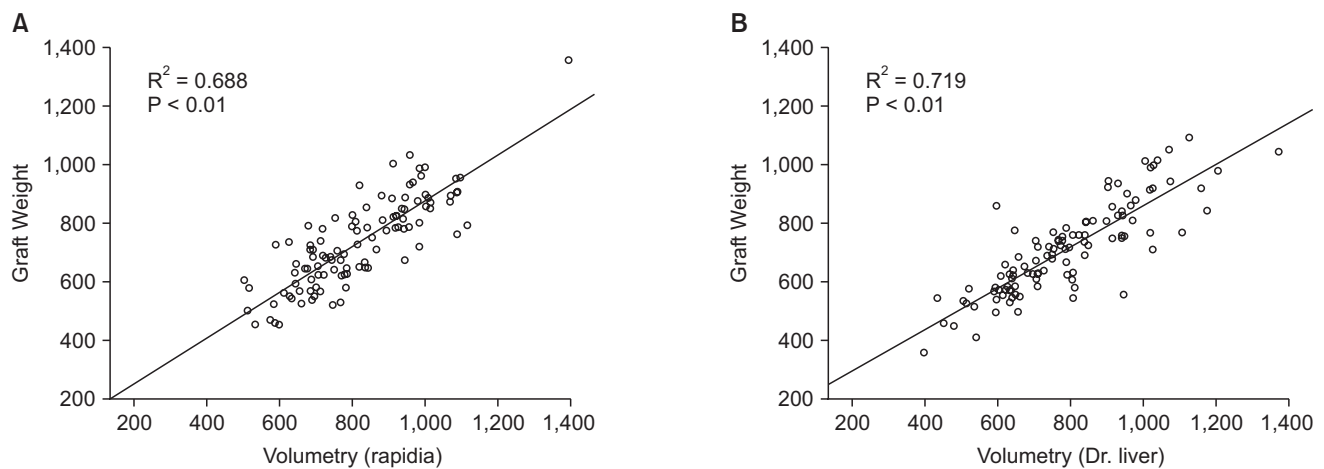 A
1,400
1,200
1,000
800
600
400
200
Graft Weight
R² = 0.688
P < 0.01
200 400 600 800 1,000 1,200 1,400
Volumetry (rapidia)
B
1,400
1,200
1,000
800
600
400
200
Graft Weight
R² = 0.719
P < 0.01
200 400 600 800 1,000 1,200 1,400
Volumetry (Dr. liver)